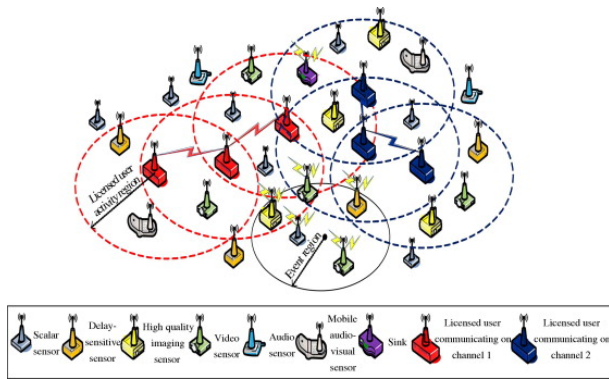 Licensed user
activity region
Event region
Scalar
sensor
Delay-
sensitive
sensor
High quality
imaging
sensor
Video
sensor
Audio
sensor
Mobile
audio-
visual
sensor
Sink
Licensed user
communicating on
channel 1
Licensed user
communicating on
channel 2